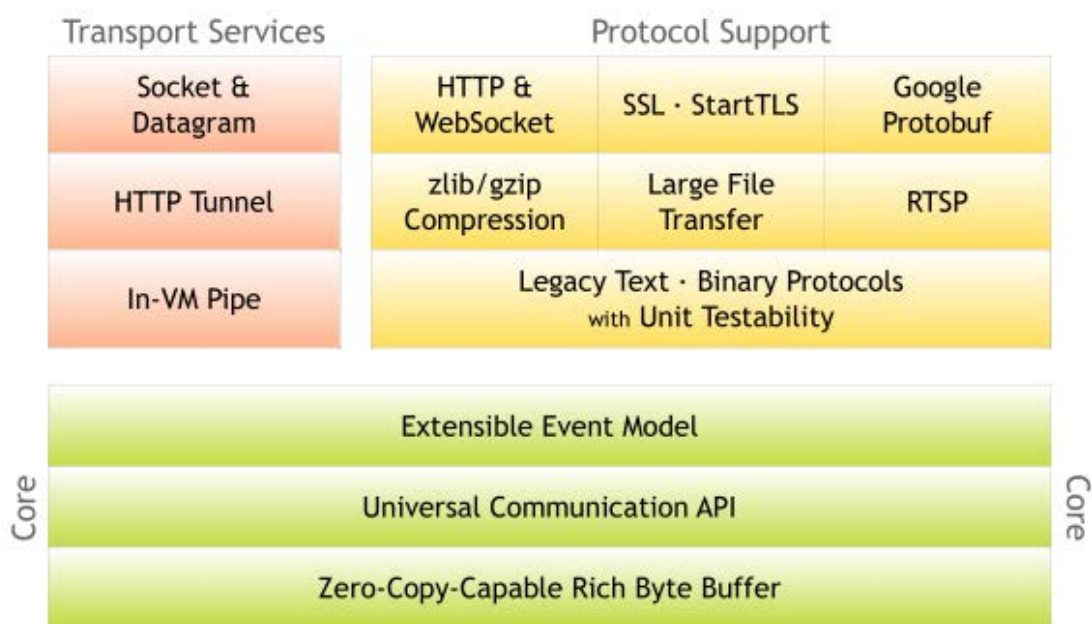 Transport Services
Protocol Support
Socket &
Datagram
HTTP &
WebSocket
SSL · StartTLS
Google
Protobuf
HTTP Tunnel
zlib/gzip
Compression
Large File
Transfer
RTSP
In-VM Pipe
Legacy Text · Binary Protocols
with Unit Testability
Core
Extensible Event Model
Universal Communication API
Zero-Copy-Capable Rich Byte Buffer
Core